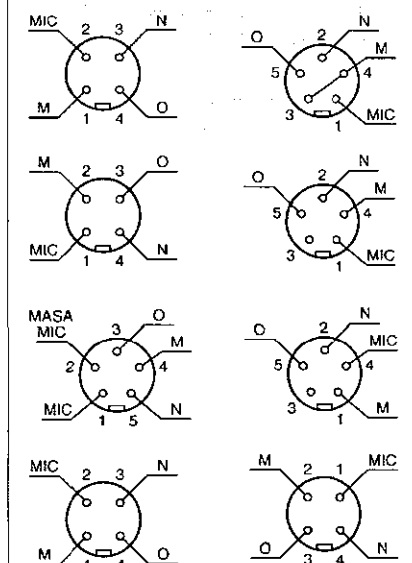 MIC 2 3 N
M 1 4 O
O 2 N
5 4 M
3 1 MIC
M 2 3 O
MIC 1 4 N
O 2 N
5 4 M
3 1 MIC
MASA
MIC 3 O
2 4 M
MIC 1 5 N
O 2 N
5 4 MIC
3 1 M
MIC 2 3 N
M 1 4 O
M 2 1 MIC
O 3 4 N